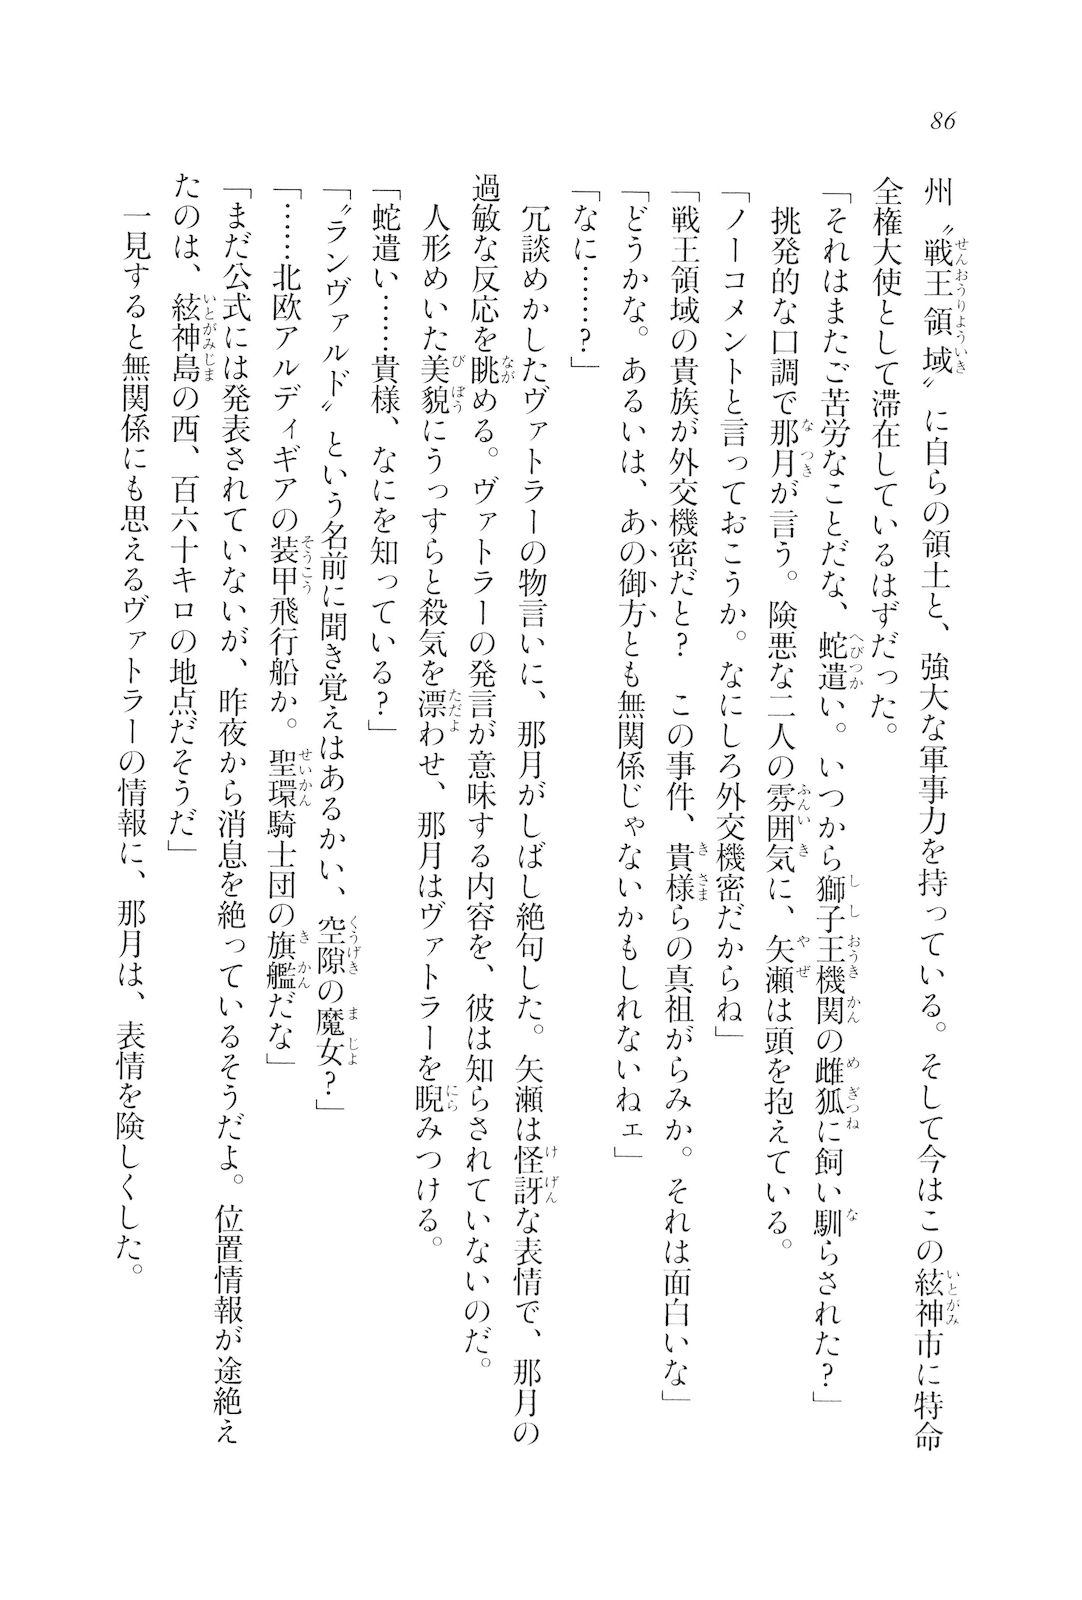 86
州〝戦王領域〟に自らの領土と、強大な軍事力を持っている。そして今はこの絃神市に特命
全権大使として滞在しているはずだった。
「それはまたご苦労なことだな、蛇遣い。いつから獅子王機関の雌狐に飼い馴らされた?」
挑発的な口調で那月が言う。険悪な二人の雰囲気に、矢瀬は頭を抱えている。
「ノーコメントと言っておこうか。なにしろ外交機密だからね」
「戦王領域の貴族が外交機密だと? この事件、貴様らの真祖がらみか。それは面白いな」
「どうかな。あるいは、あの御方とも無関係じゃないかもしれないねェ」
「なに……?」
冗談めかしたヴァトラーの物言いに、那月がしばし絶句した。矢瀬は怪訝な表情で、那月の
過敏な反応を眺める。ヴァトラーの発言が意味する内容を、彼は知らされていないのだ。
人形めいた美貌にうっすらと殺気を漂わせ、那月はヴァトラーを睨みつける。
「蛇遣い……貴様、なにを知っている?」
「〝ランヴァルド〟という名前に聞き覚えはあるかい、空隙の魔女?」
「……北欧アルディギアの装甲飛行船か。聖環騎士団の旗艦だな」
「まだ公式には発表されていないが、昨夜から消息を絶っているそうだよ。位置情報が途絶え
たのは、絃神島の西、百六十キロの地点だそうだ」
一見すると無関係にも思えるヴァトラーの情報に、那月は、表情を険しくした。